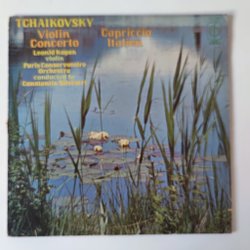 TCHAIKOVSKY
Violin
Concerto
Leonid Kogan
violin
Paris Conservatoire
Orchestra
conducted by
Constantin Silvestri
Capriccio
Italien